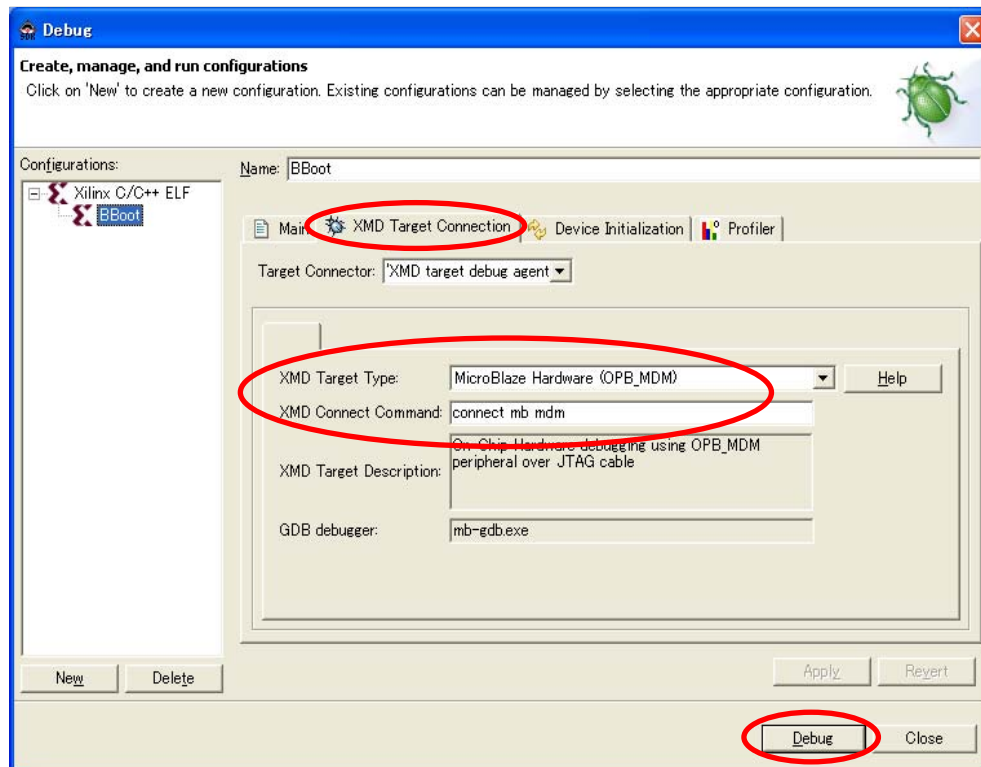 Debug
Create, manage, and run configurations
Click on 'New' to create a new configuration. Existing configurations can be managed by selecting the appropriate configuration.
Configurations:
Name: BBoot
Xilinx C/C++ ELF
BBoot
Main XMD Target Connection Device Initialization Profiler
Target Connector: 'XMD target debug agent
XMD Target Type: MicroBlaze Hardware (OPB_MDM) Help
XMD Connect Command: connect mb mdm
XMD Target Description: On-Chip Hardware debugging using OPB_MDM
peripheral over JTAG cable
GDB debugger: mb-gdb.exe
New Delete Apply Revert
Debug Close